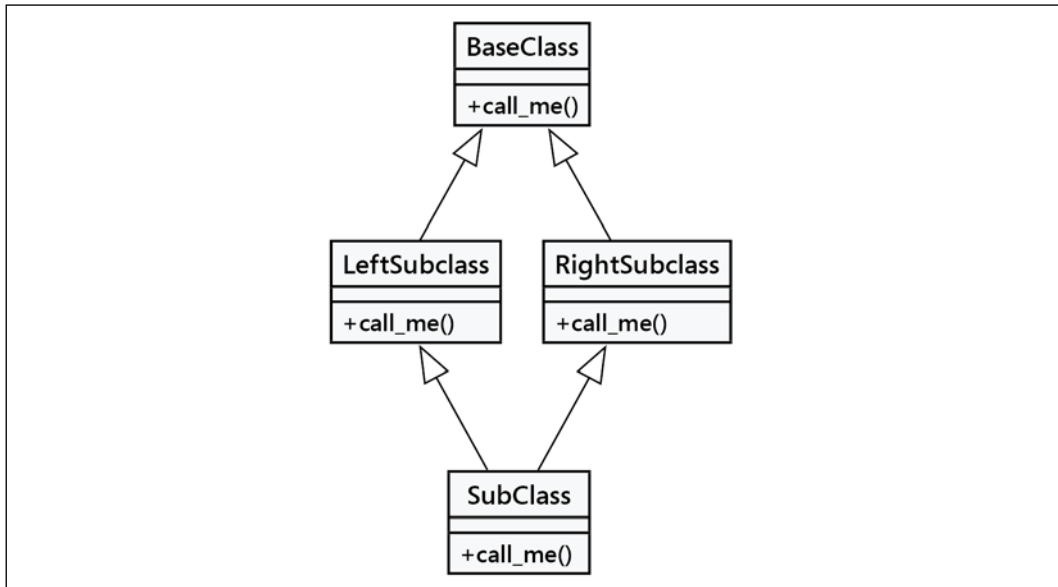 BaseClass
+call_me()
LeftSubclass
+call_me()
RightSubclass
+call_me()
SubClass
+call_me()